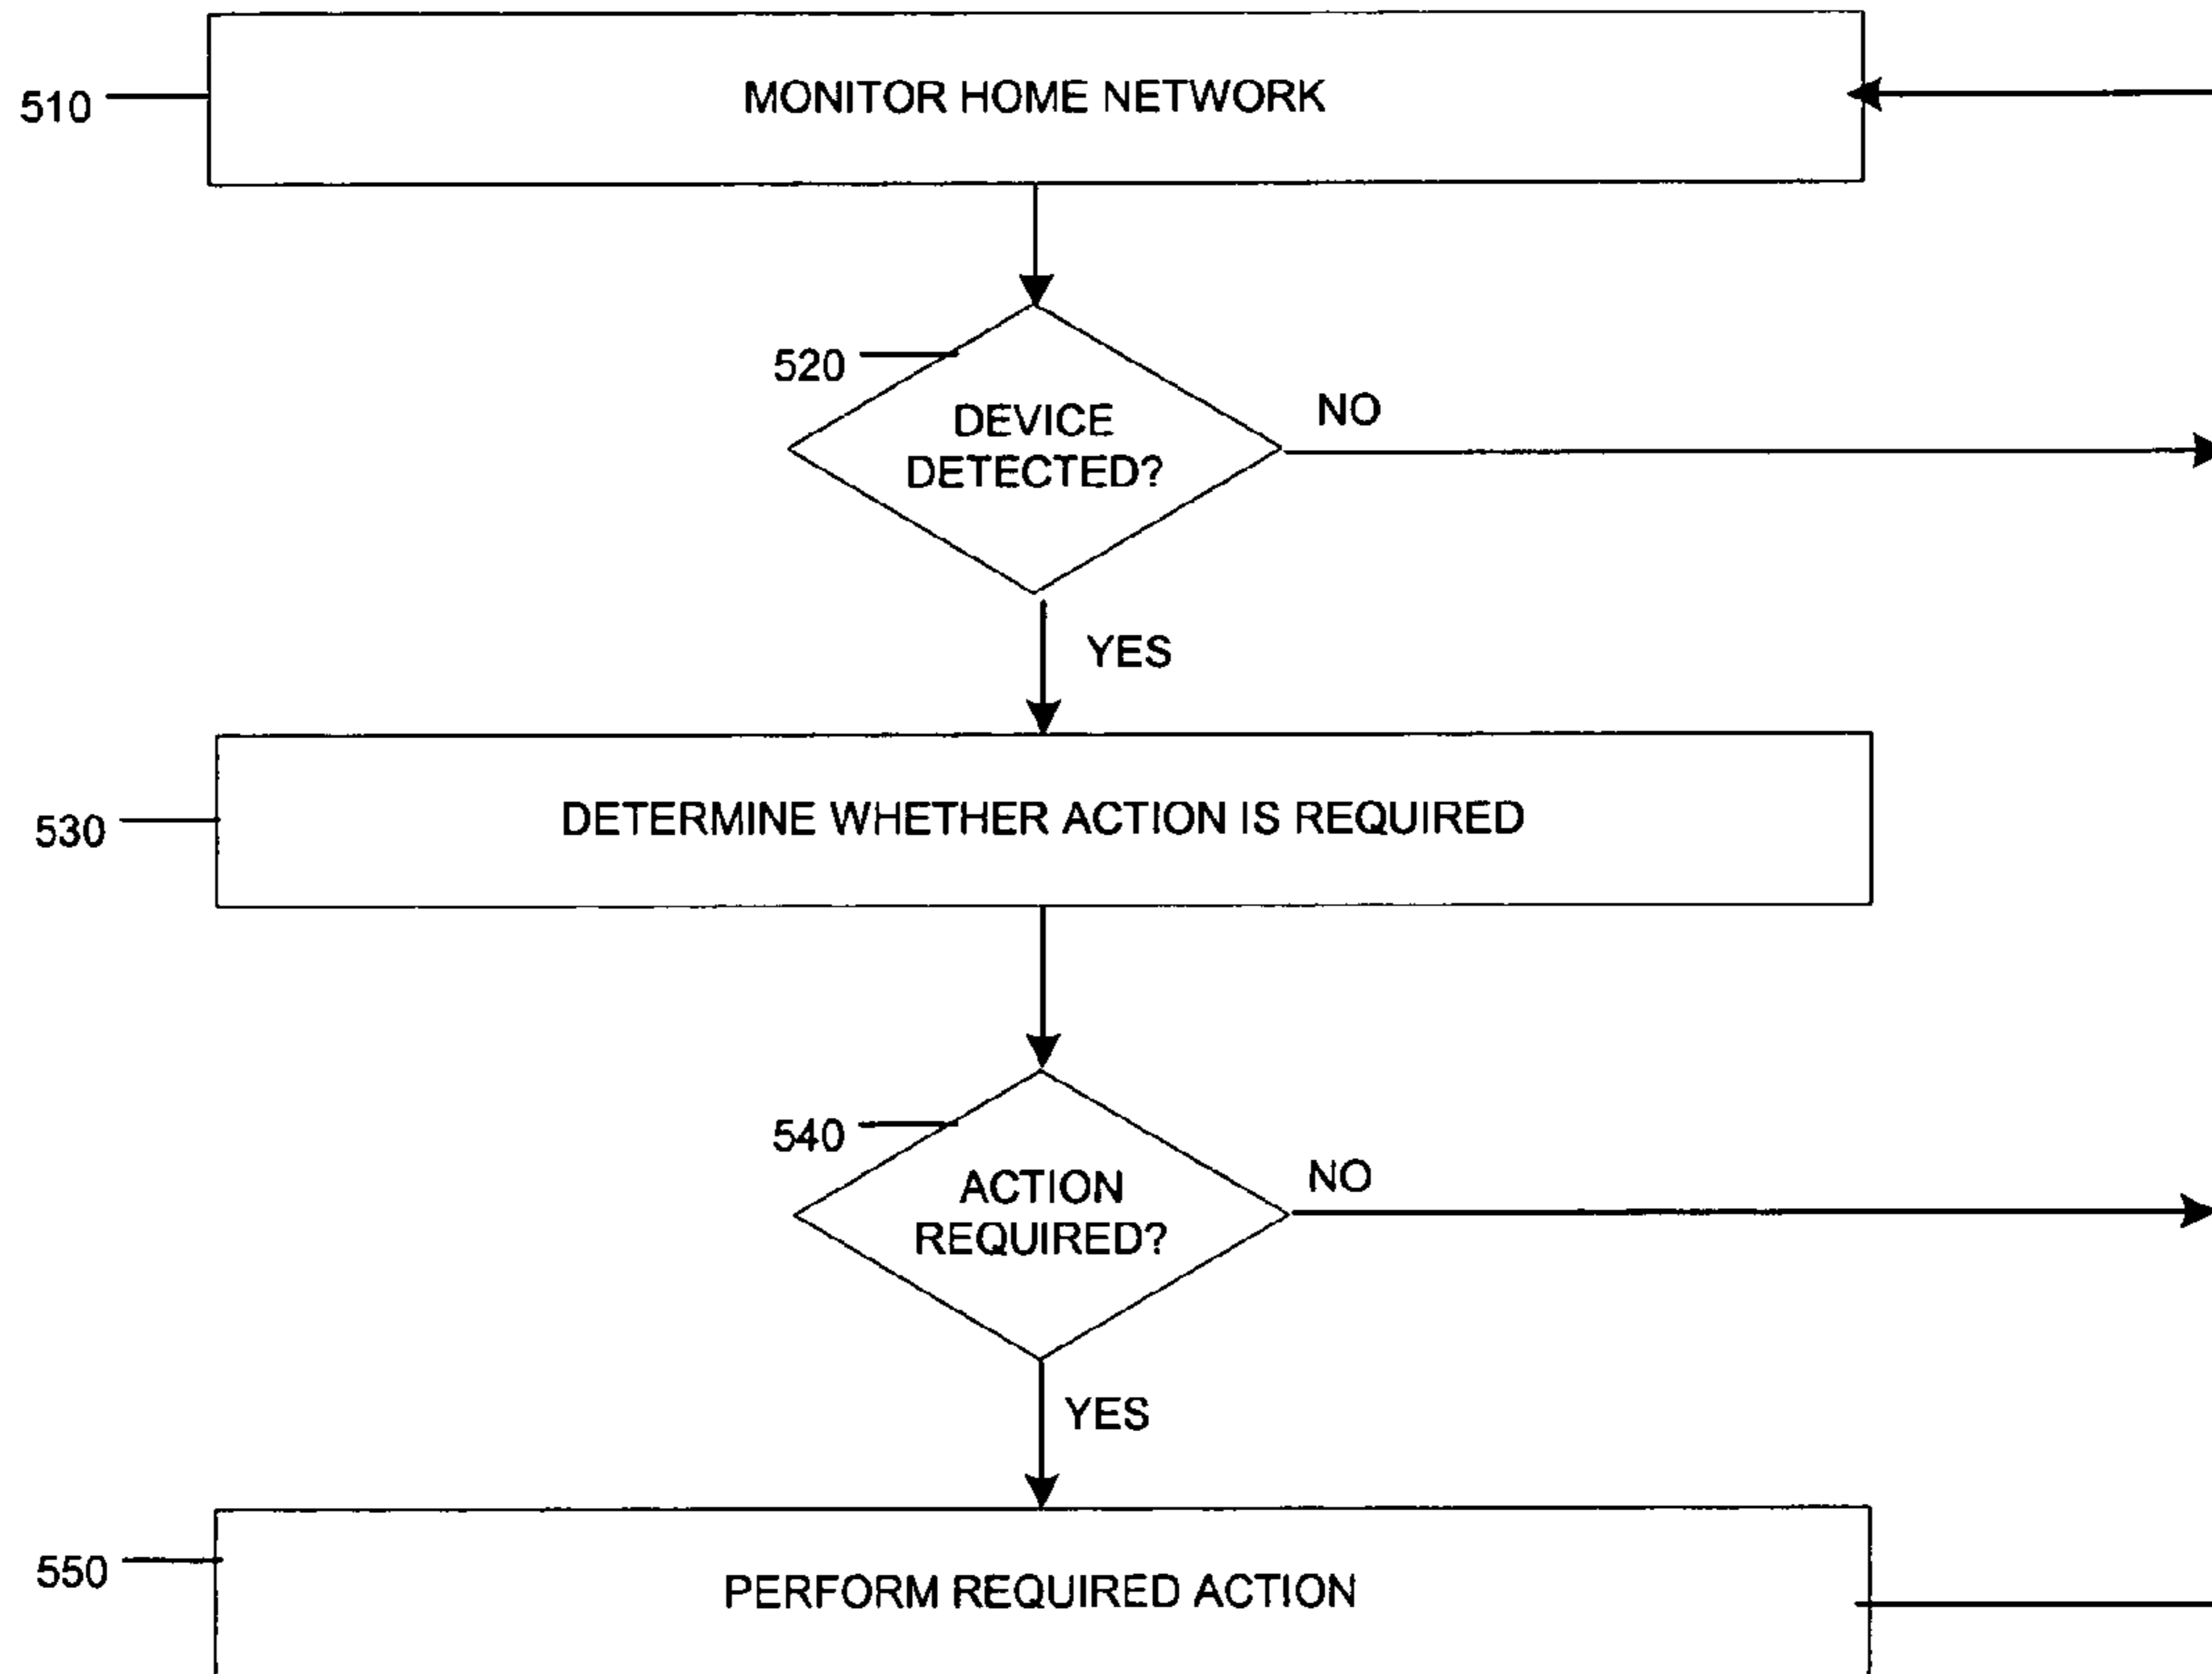 510
MONITOR HOME NETWORK
520
DEVICE
DETECTED?
NO
YES
530
DETERMINE WHETHER ACTION IS REQUIRED
540
ACTION
REQUIRED?
NO
YES
550
PERFORM REQUIRED ACTION